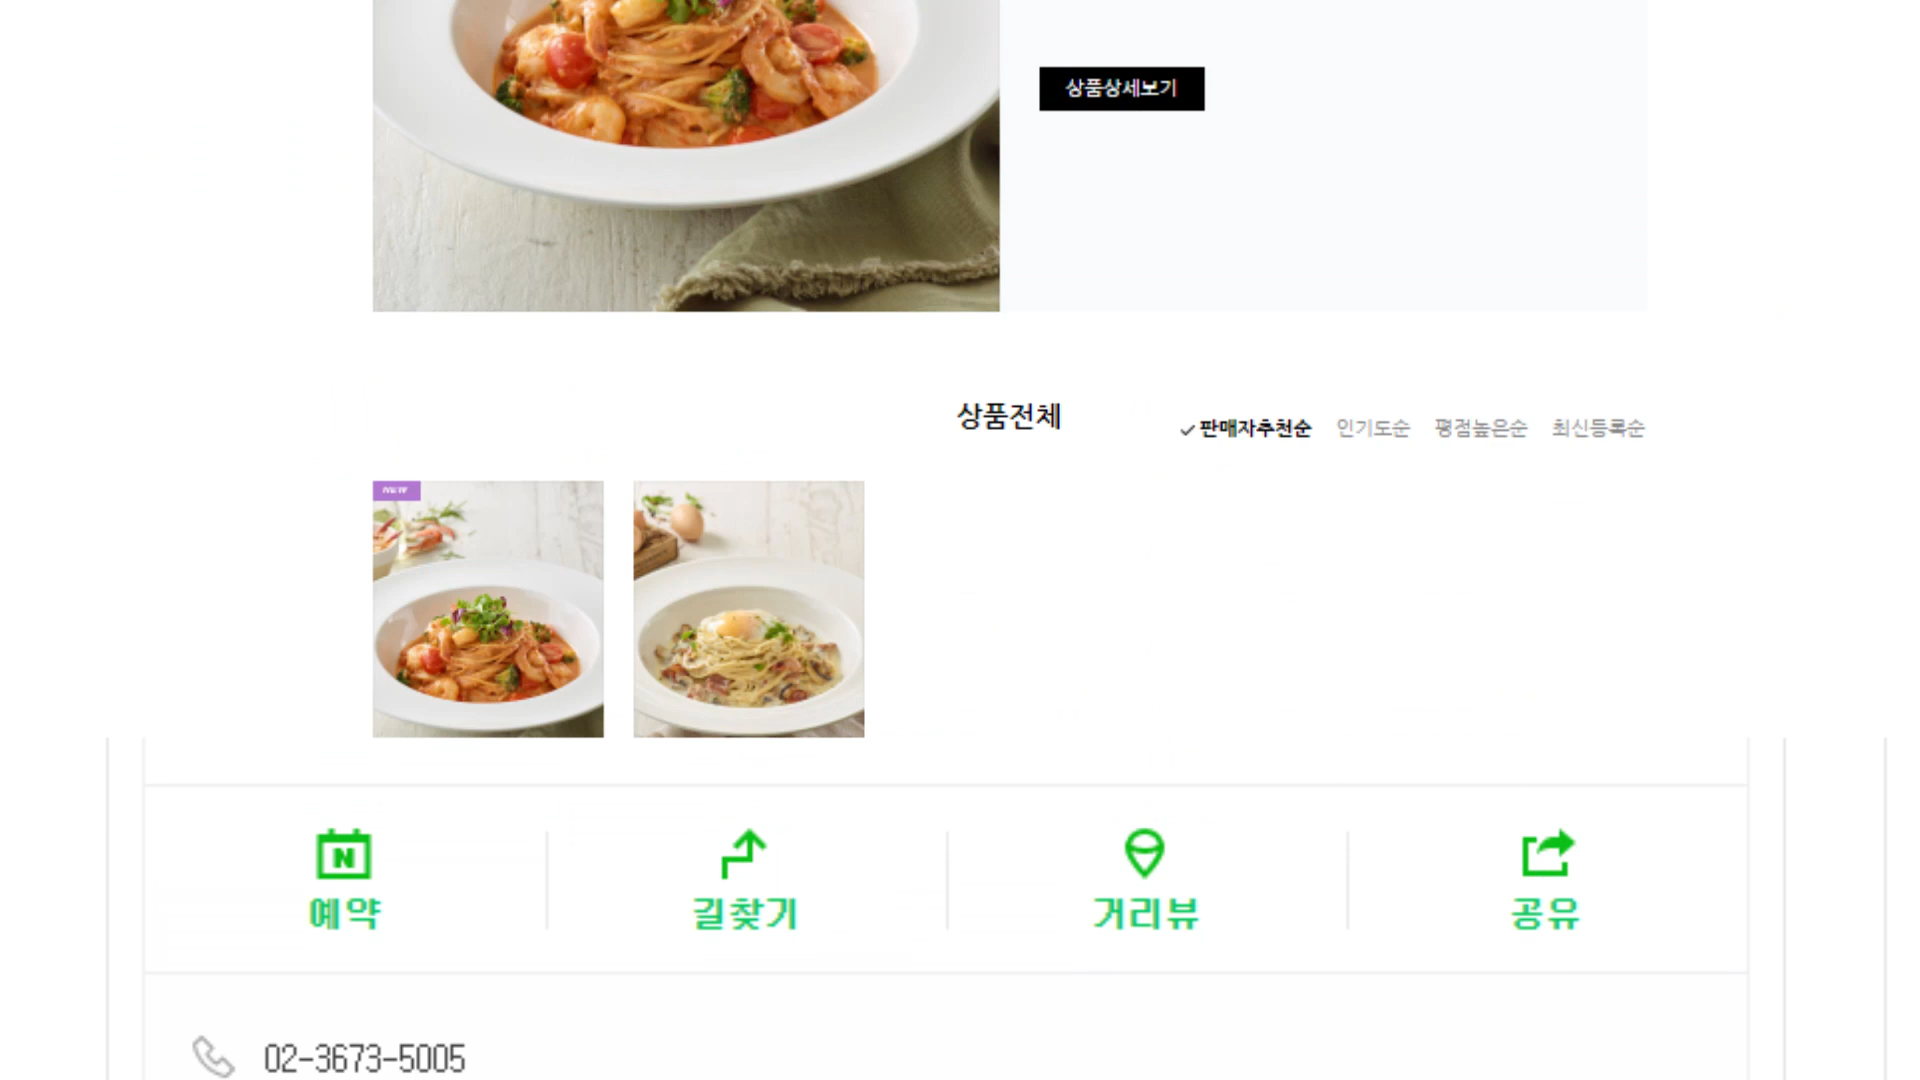 상품상세보기
상품전체
판매자추천순 인기도순 평점높은순 최신등록순
NEW
N
예약 길찾기 거리뷰 공유
02-3673-5005